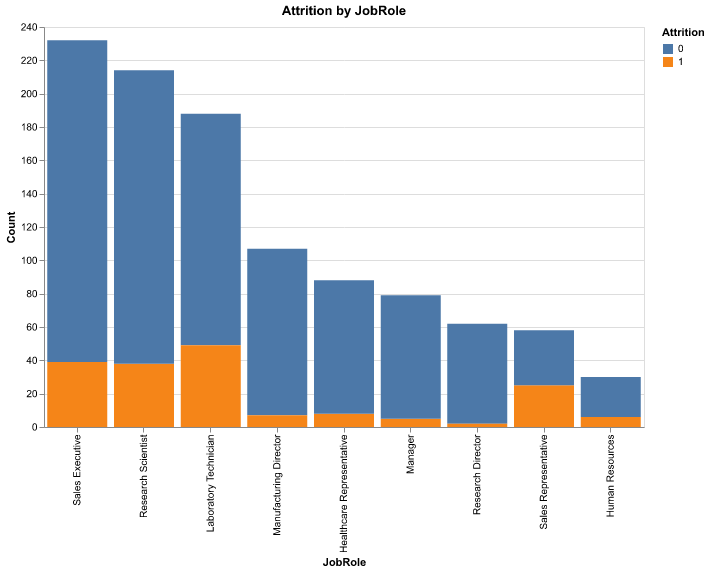 Attrition by JobRole
Attrition
0
1
Count
240
220
200
180
160
140
120
100
80
60
40
20
0
Sales Executive
Research Scientist
Laboratory Technician
Manufacturing Director
Healthcare Representative
Manager
Research Director
Sales Representative
Human Resources
JobRole